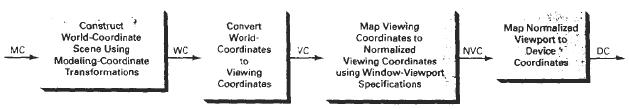 MC
Construct
World-Coordinate
Scene Using
Modeling-Coordinate
Transformations
WC
Convert
World-
Coordinates
to
Viewing
Coordinates
VC
Map Viewing
Coordinates to
Normalized
Viewing Coordinates
using Window-Viewport
Specifications
NVC
Map Normalized
Viewport to
Device
Coordinates
DC